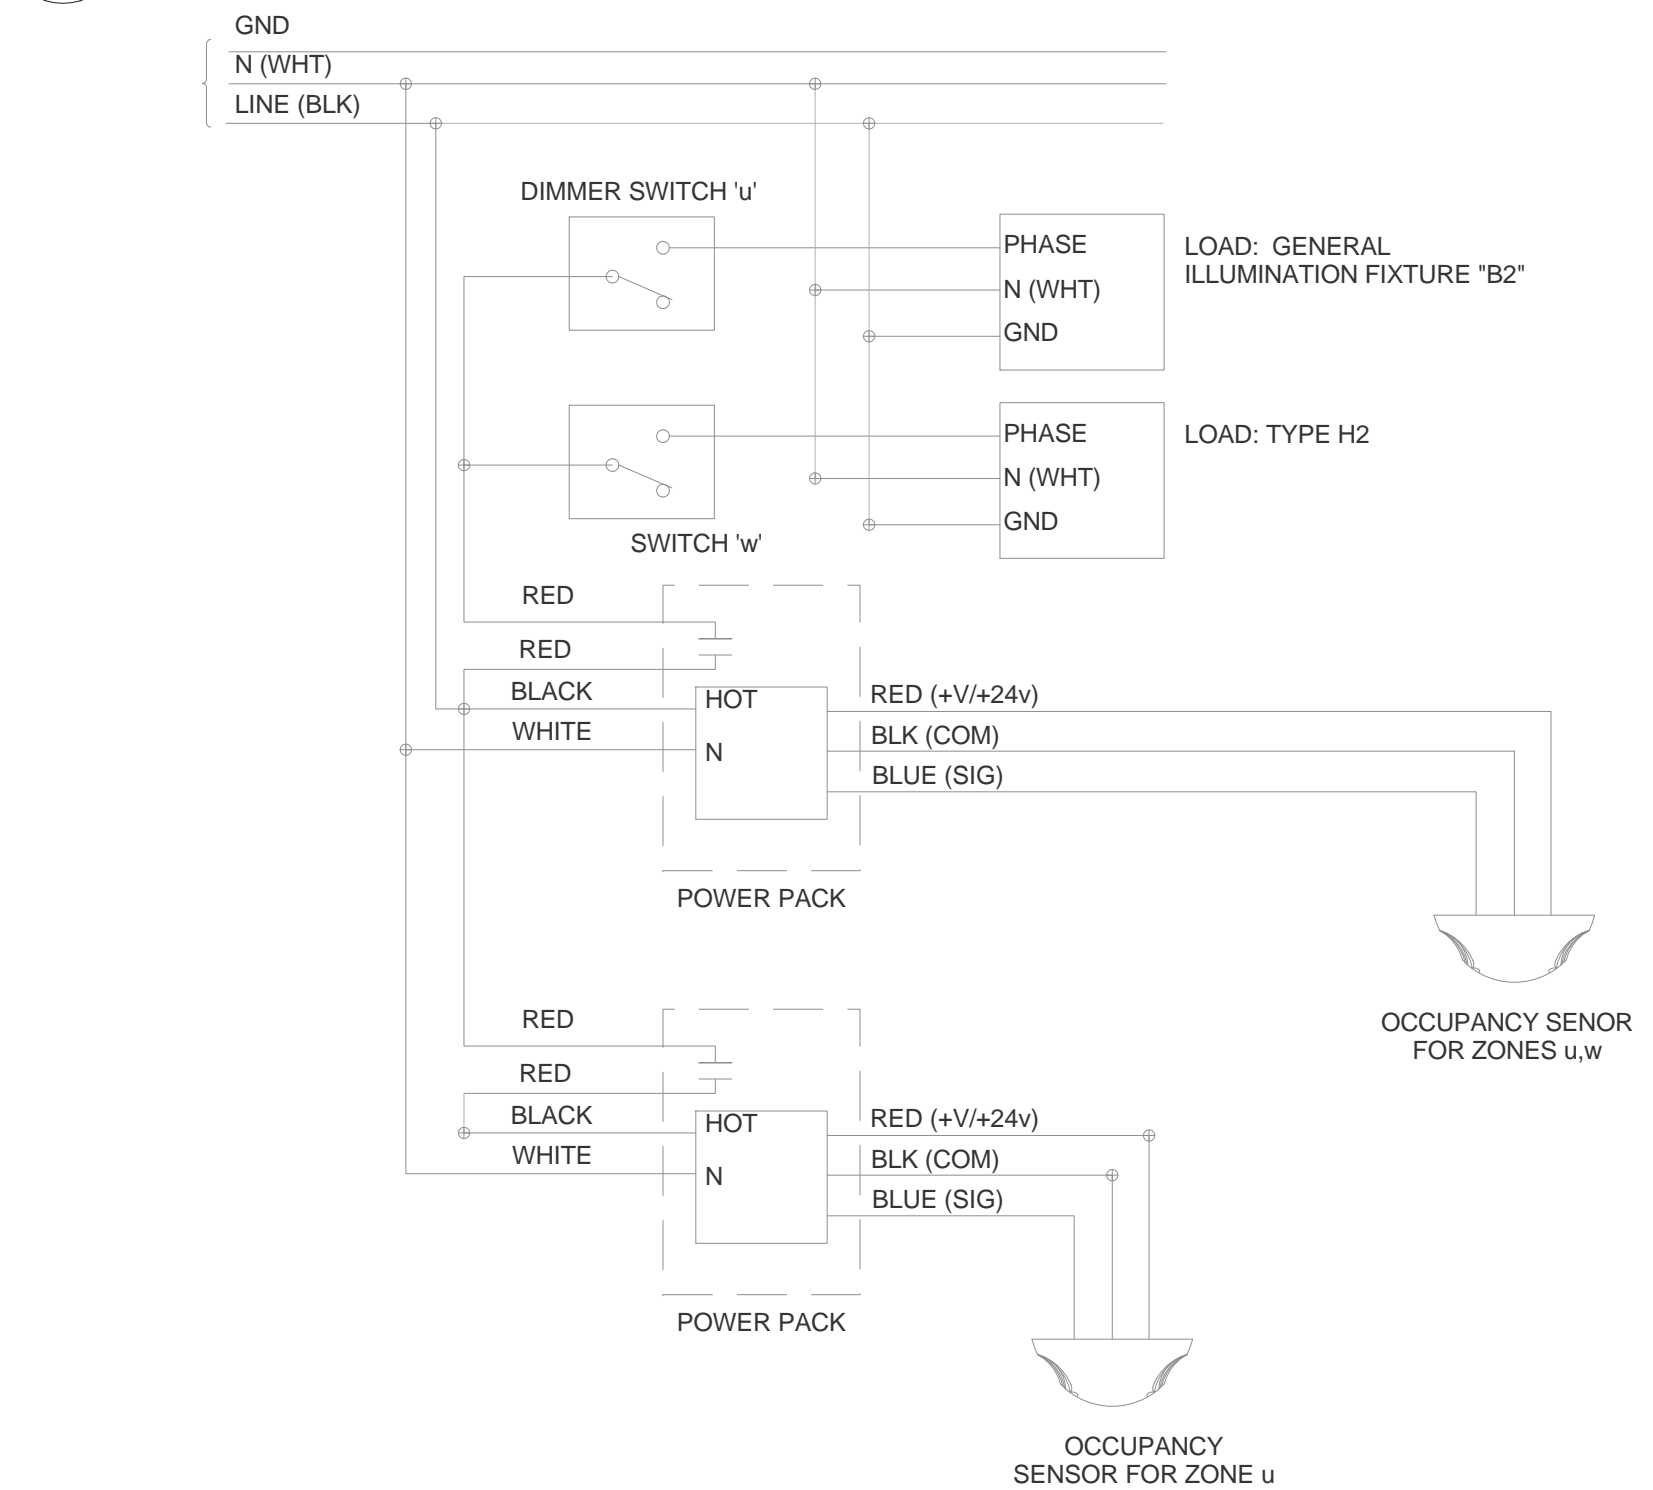 GND
N (WHT)
LINE (BLK)
DIMMER SWITCH 'u'
PHASE
N (WHT)
GND
LOAD: GENERAL
ILLUMINATION FIXTURE "B2"
PHASE
N (WHT)
GND
LOAD: TYPE H2
SWITCH 'w'
RED
RED
BLACK
WHITE
HOT
N
RED (+V/+24v)
BLK (COM)
BLUE (SIG)
POWER PACK
OCCUPANCY SENOR
FOR ZONES u,w
RED
RED
BLACK
WHITE
HOT
N
RED (+V/+24v)
BLK (COM)
BLUE (SIG)
POWER PACK
OCCUPANCY
SENSOR FOR ZONE u